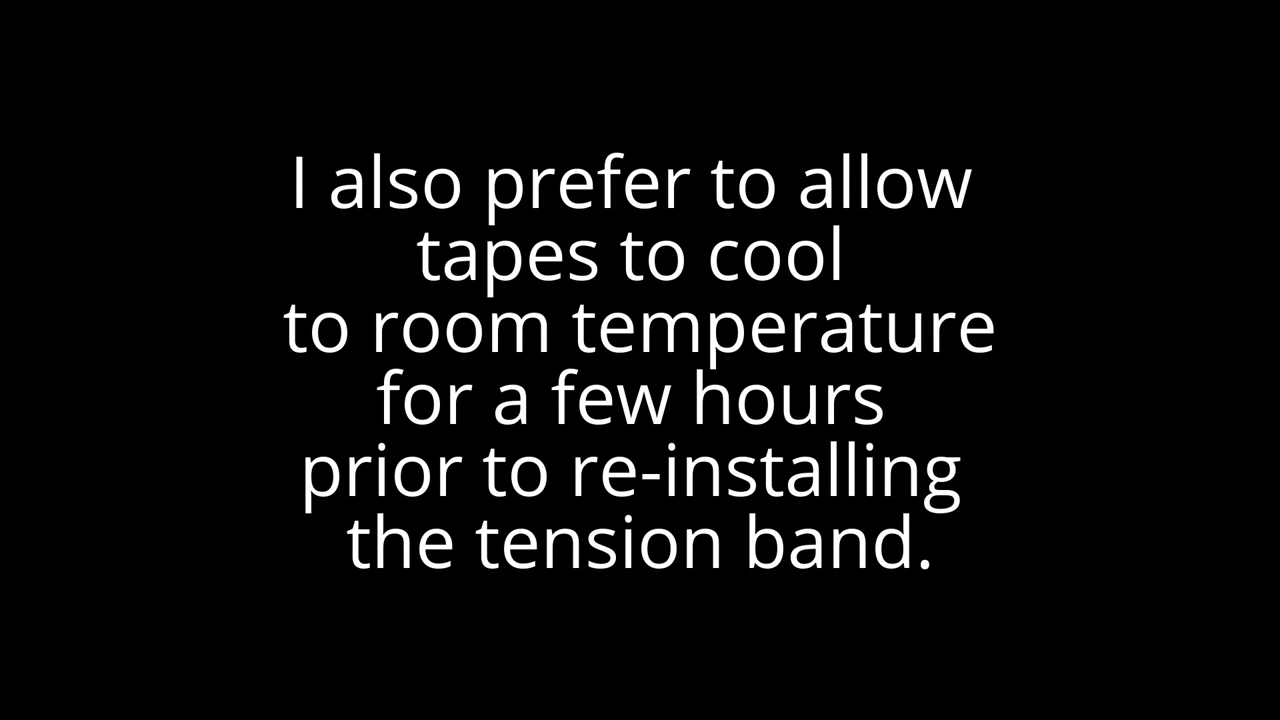 I also prefer to allow
tapes to cool
to room temperature
for a few hours
prior to re-installing
the tension band.